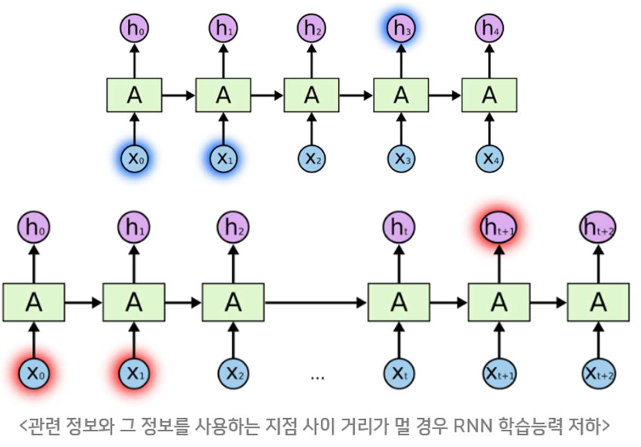 h₀ h₁ h₂ h₃ h₄
A A A A A
x₀ x₁ x₂ x₃ x₄
h₀ h₁ h₂ hₜ hₜ₊₁ hₜ₊₂
A A A A A A
x₀ x₁ x₂ ... xₜ xₜ₊₁ xₜ₊₂
<관련 정보와 그 정보를 사용하는 지점 사이 거리가 멀 경우 RNN 학습능력 저하>